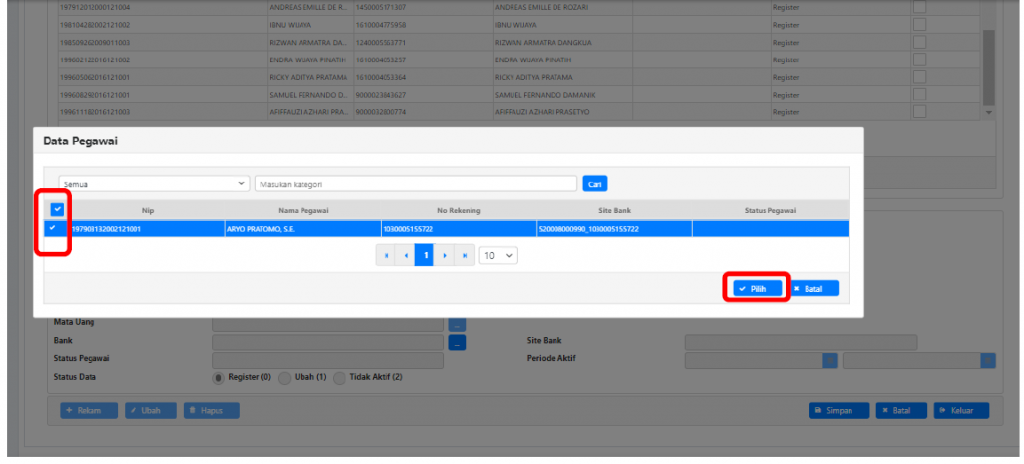 197912012000121004 ANDREAS EMILLE DE R... 1450005171307 ANDREAS EMILLE DE ROZARI Register
198104282002121002 IBNU WIJAYA 1610004775958 IBNU WIJAYA Register
198509262009011003 RIZWAN ARMATRA DA... 1240005563771 RIZWAN ARMATRA DANGKUA Register
199602122016121002 ENDRA WIJAYA PINATIH 1610004053257 ENDRA WIJAYA PINATIH Register
199605062016121001 RICKY ADITYA PRATAMA 1610004053364 RICKY ADITYA PRATAMA Register
199608292016121001 SAMUEL FERNANDO D... 9000023843627 SAMUEL FERNANDO DAMANIK Register
199611182016121003 AFIFFAUZI AZHARI PRA... 9000032800774 AFIFFAUZI AZHARI PRASETYO Register
Data Pegawai
Semua Masukan kategori Cari
Nip Nama Pegawai No Rekening Site Bank Status Pegawai
197903132002121001 ARYO PRATOMO, S.E. 1030005155722 520008000990_1030005155722
1 10
Pilih Batal
Mata Uang ...
Bank ... Site Bank
Status Pegawai Periode Aktif
Status Data Register (0) Ubah (1) Tidak Aktif (2)
Rekam Ubah Hapus Simpan Batal Keluar